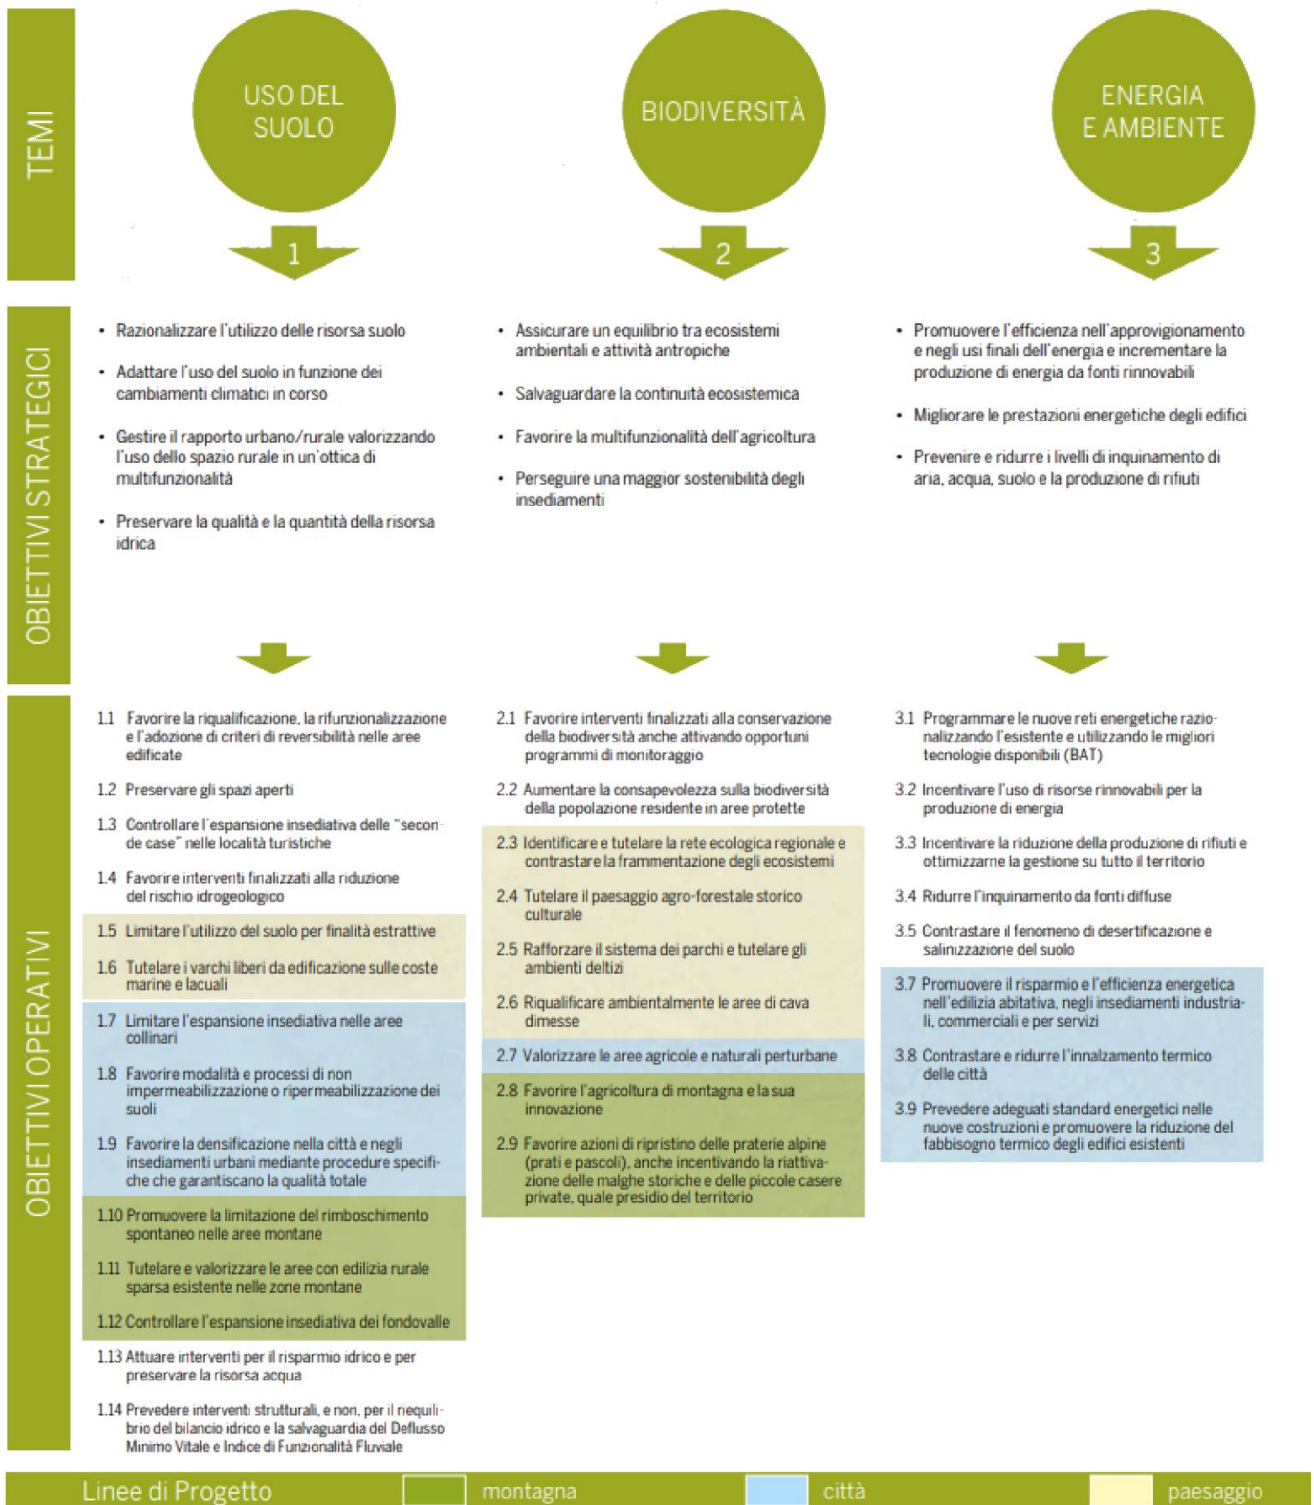 TEMI
USO DEL
SUOLO
1
BIODIVERSITÀ
2
ENERGIA
E AMBIENTE
3
OBIETTIVI STRATEGICI
• Razionalizzare l'utilizzo delle risorsa suolo
• Adattare l'uso del suolo in funzione dei
cambiamenti climatici in corso
• Gestire il rapporto urbano/rurale valorizzando
l'uso dello spazio rurale in un'ottica di
multifunzionalità
• Preservare la qualità e la quantità della risorsa
idrica
• Assicurare un equilibrio tra ecosistemi
ambientali e attività antropiche
• Salvaguardare la continuità ecosistemica
• Favorire la multifunzionalità dell'agricoltura
• Perseguire una maggior sostenibilità degli
insediamenti
• Promuovere l'efficienza nell'approvigionamento
e negli usi finali dell'energia e incrementare la
produzione di energia da fonti rinnovabili
• Migliorare le prestazioni energetiche degli edifici
• Prevenire e ridurre i livelli di inquinamento di
aria, acqua, suolo e la produzione di rifiuti
OBIETTIVI OPERATIVI
1.1 Favorire la riqualificazione, la rifunzionalizzazione
e l'adozione di criteri di reversibilità nelle aree
edificate
1.2 Preservare gli spazi aperti
1.3 Controllare l'espansione insediativa delle "secon-
de case" nelle località turistiche
1.4 Favorire interventi finalizzati alla riduzione
del rischio idrogeologico
1.5 Limitare l'utilizzo del suolo per finalità estrattive
1.6 Tutelare i varchi liberi da edificazione sulle coste
marine e lacuali
1.7 Limitare l'espansione insediativa nelle aree
collinari
1.8 Favorire modalità e processi di non
impermeabilizzazione o ripermeabilizzazione dei
suoli
1.9 Favorire la densificazione nella città e negli
insediamenti urbani mediante procedure specifi-
che che garantiscano la qualità totale
1.10 Promuovere la limitazione del rimboschimento
spontaneo nelle aree montane
1.11 Tutelare e valorizzare le aree con edilizia rurale
sparsa esistente nelle zone montane
1.12 Controllare l'espansione insediativa dei fondovalle
1.13 Attuare interventi per il risparmio idrico e per
preservare la risorsa acqua
1.14 Prevedere interventi strutturali, e non, per il riequili-
brio del bilancio idrico e la salvaguardia del Deflusso
Minimo Vitale e Indice di Funzionalità Fluviale
2.1 Favorire interventi finalizzati alla conservazione
della biodiversità anche attivando opportuni
programmi di monitoraggio
2.2 Aumentare la consapevolezza sulla biodiversità
della popolazione residente in aree protette
2.3 Identificare e tutelare la rete ecologica regionale e
contrastare la frammentazione degli ecosistemi
2.4 Tutelare il paesaggio agro-forestale storico
culturale
2.5 Rafforzare il sistema dei parchi e tutelare gli
ambienti deltizi
2.6 Riqualificare ambientalmente le aree di cava
dimesse
2.7 Valorizzare le aree agricole e naturali perturbane
2.8 Favorire l'agricoltura di montagna e la sua
innovazione
2.9 Favorire azioni di ripristino delle praterie alpine
(prati e pascoli), anche incentivando la riattiva-
zione delle malghe storiche e delle piccole casere
private, quale presidio del territorio
3.1 Programmare le nuove reti energetiche razio-
nalizzando l'esistente e utilizzando le migliori
tecnologie disponibili (BAT)
3.2 Incentivare l'uso di risorse rinnovabili per la
produzione di energia
3.3 Incentivare la riduzione della produzione di rifiuti e
ottimizzarne la gestione su tutto il territorio
3.4 Ridurre l'inquinamento da fonti diffuse
3.5 Contrastare il fenomeno di desertificazione e
salinizzazione del suolo
3.7 Promuovere il risparmio e l'efficienza energetica
nell'edilizia abitativa, negli insediamenti industria-
li, commerciali e per servizi
3.8 Contrastare e ridurre l'innalzamento termico
delle città
3.9 Prevedere adeguati standard energetici nelle
nuove costruzioni e promuovere la riduzione del
fabbisogno termico degli edifici esistenti
Linee di Progetto montagna città paesaggio